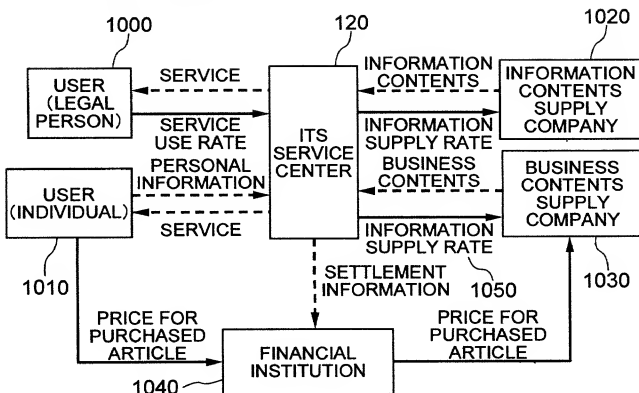 1000
120
1020
USER
(LEGAL
PERSON)
SERVICE
SERVICE
USE RATE
PERSONAL
INFORMATION
SERVICE
USER
(INDIVIDUAL)
1010
ITS
SERVICE
CENTER
INFORMATION
CONTENTS
INFORMATION
SUPPLY RATE
BUSINESS
CONTENTS
INFORMATION
SUPPLY RATE
1050
INFORMATION
CONTENTS
SUPPLY
COMPANY
BUSINESS
CONTENTS
SUPPLY
COMPANY
1030
SETTLEMENT
INFORMATION
PRICE FOR
PURCHASED
ARTICLE
FINANCIAL
INSTITUTION
1040
PRICE FOR
PURCHASED
ARTICLE